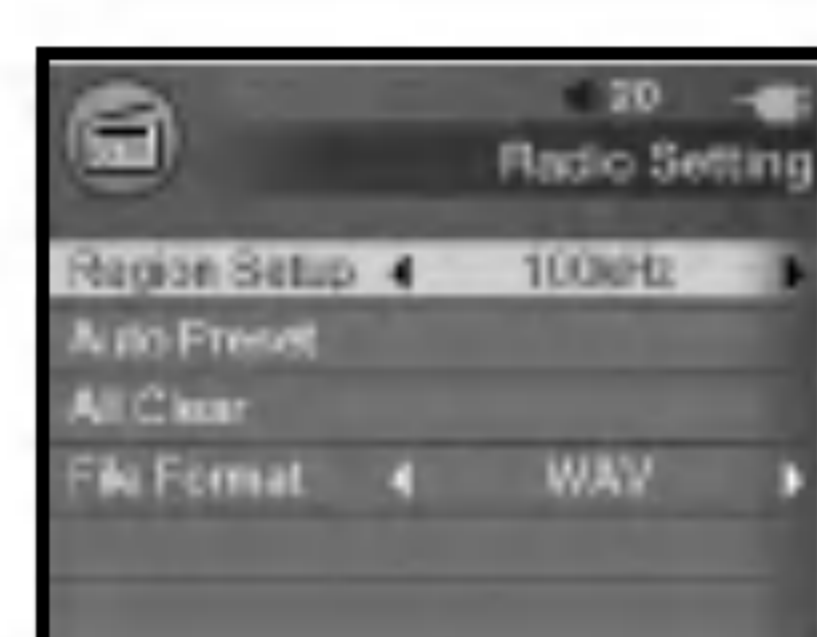 20
Radio Setting
Region Setup 100kHz
Auto Preset
All Clear
File Format WAV